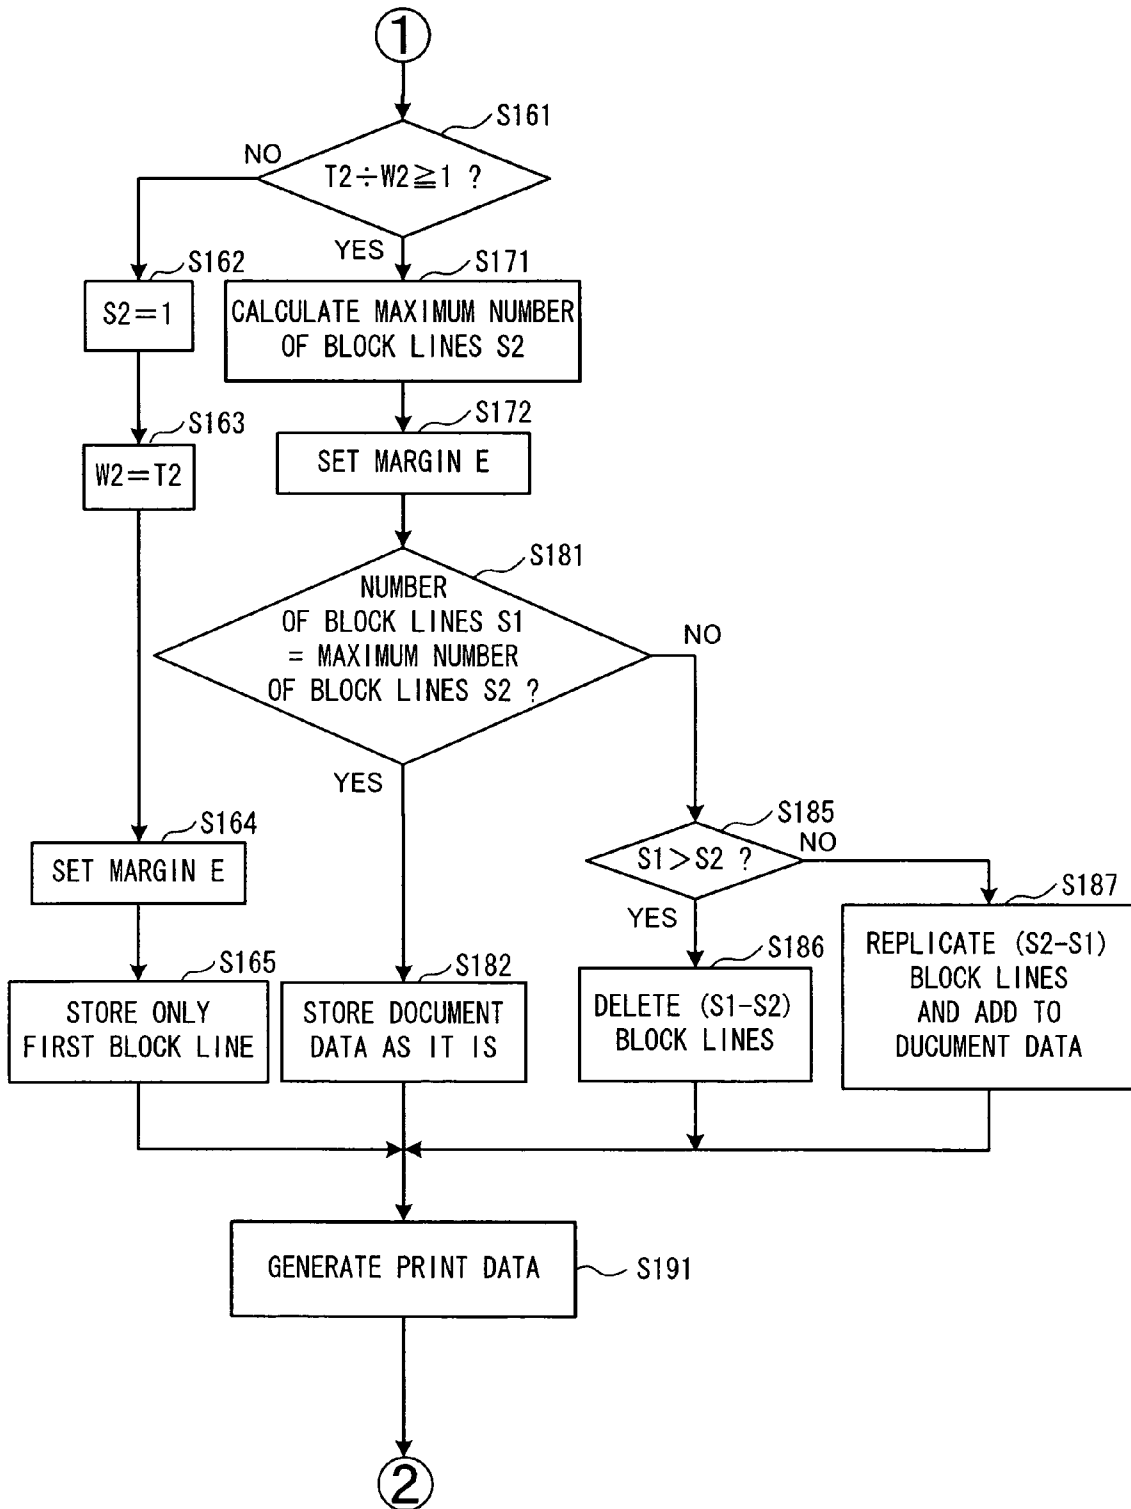 1
S161
NO
T2÷W2≧1 ?
YES
S162
S171
S2=1
CALCULATE MAXIMUM NUMBER
OF BLOCK LINES S2
S163
S172
W2=T2
SET MARGIN E
S181
NUMBER
OF BLOCK LINES S1
= MAXIMUM NUMBER
OF BLOCK LINES S2 ?
NO
YES
S164
SET MARGIN E
S185
S1>S2 ?
NO
YES
S187
REPLICATE (S2-S1)
BLOCK LINES
AND ADD TO
DUCUMENT DATA
S165
STORE ONLY
FIRST BLOCK LINE
S182
STORE DOCUMENT
DATA AS IT IS
S186
DELETE (S1-S2)
BLOCK LINES
GENERATE PRINT DATA
S191
2